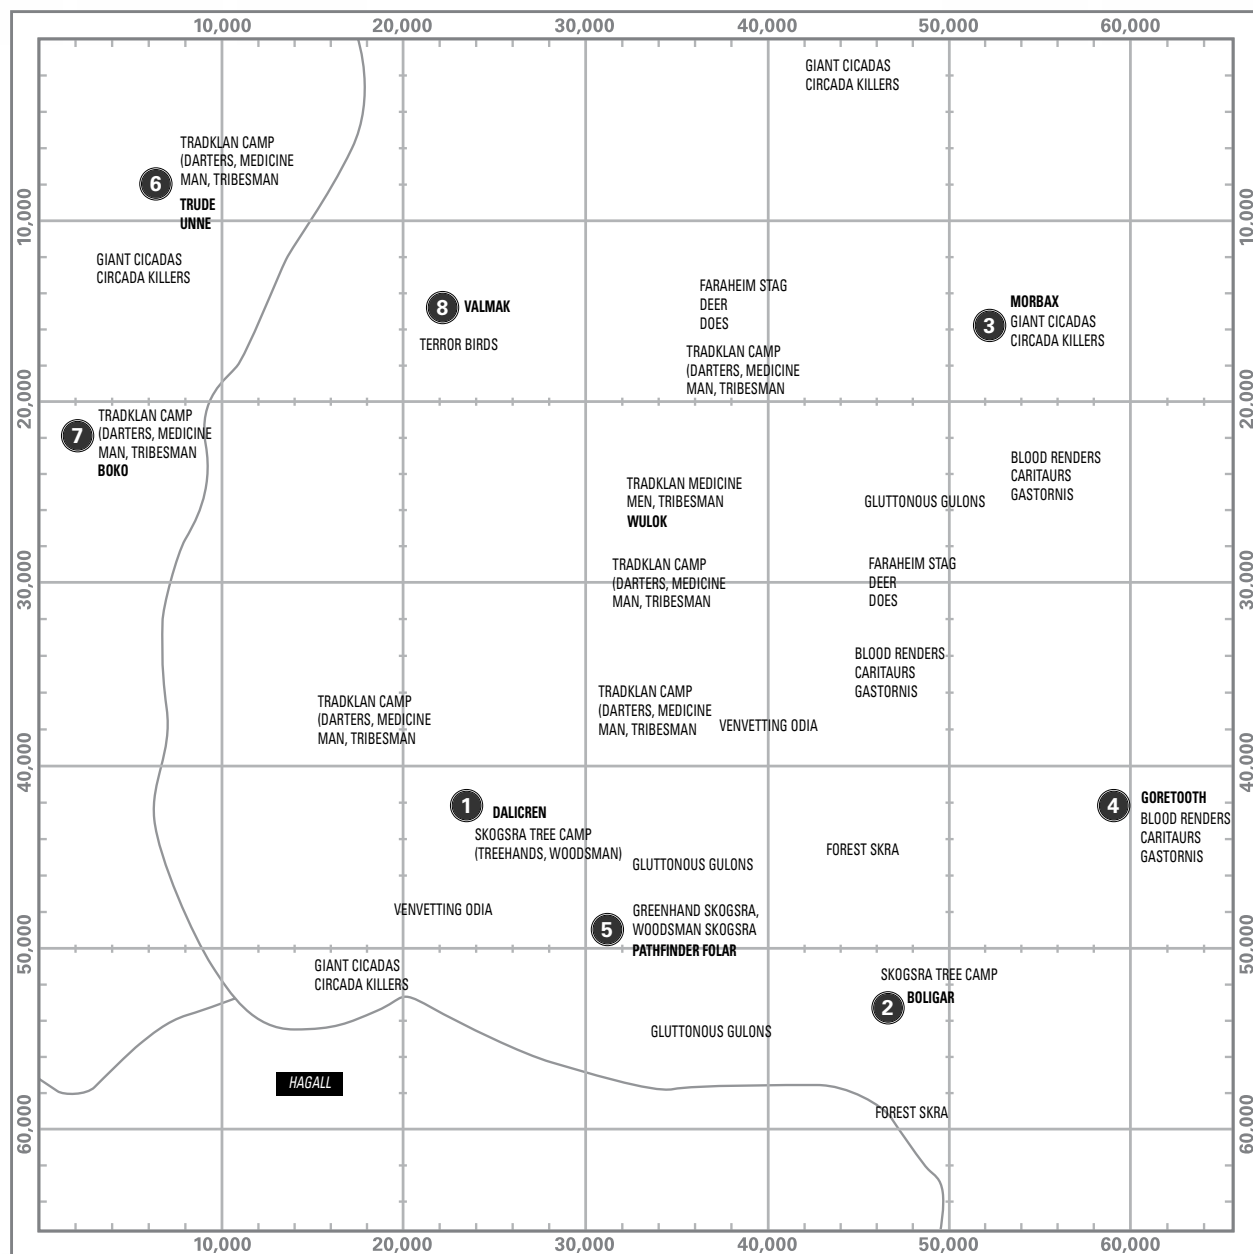 10,000 20,000 30,000 40,000 50,000 60,000
GIANT CICADAS
CIRCADA KILLERS
TRADKLAN CAMP
(DARTERS, MEDICINE
MAN, TRIBESMAN
6
TRUDE
UNNE
10,000
10,000
GIANT CICADAS
CIRCADA KILLERS
8 VALMAK
TERROR BIRDS
FARAHEIM STAG
DEER
DOES
TRADKLAN CAMP
(DARTERS, MEDICINE
MAN, TRIBESMAN
MORBAX
3
GIANT CICADAS
CIRCADA KILLERS
20,000
20,000
7
TRADKLAN CAMP
(DARTERS, MEDICINE
MAN, TRIBESMAN
BOKO
TRADKLAN MEDICINE
MEN, TRIBESMAN
WULOK
GLUTTONOUS GULONS
BLOOD RENDERS
CARITAURS
GASTORNIS
TRADKLAN CAMP
(DARTERS, MEDICINE
MAN, TRIBESMAN
FARAHEIM STAG
DEER
DOES
30,000
30,000
BLOOD RENDERS
CARITAURS
GASTORNIS
TRADKLAN CAMP
(DARTERS, MEDICINE
MAN, TRIBESMAN
TRADKLAN CAMP
(DARTERS, MEDICINE
MAN, TRIBESMAN
VENVETTING ODIA
40,000
40,000
1
DALICREN
SKOGSRA TREE CAMP
(TREEHANDS, WOODSMAN)
4
GORETOOTH
BLOOD RENDERS
CARITAURS
GASTORNIS
GLUTTONOUS GULONS
FOREST SKRA
VENVETTING ODIA
5
GREENHAND SKOGSRA,
WOODSMAN SKOGSRA
PATHFINDER FOLAR
50,000
50,000
GIANT CICADAS
CIRCADA KILLERS
SKOGSRA TREE CAMP
2
BOLIGAR
GLUTTONOUS GULONS
HAGALL
FOREST SKRA
60,000
60,000
10,000 20,000 30,000 40,000 50,000 60,000